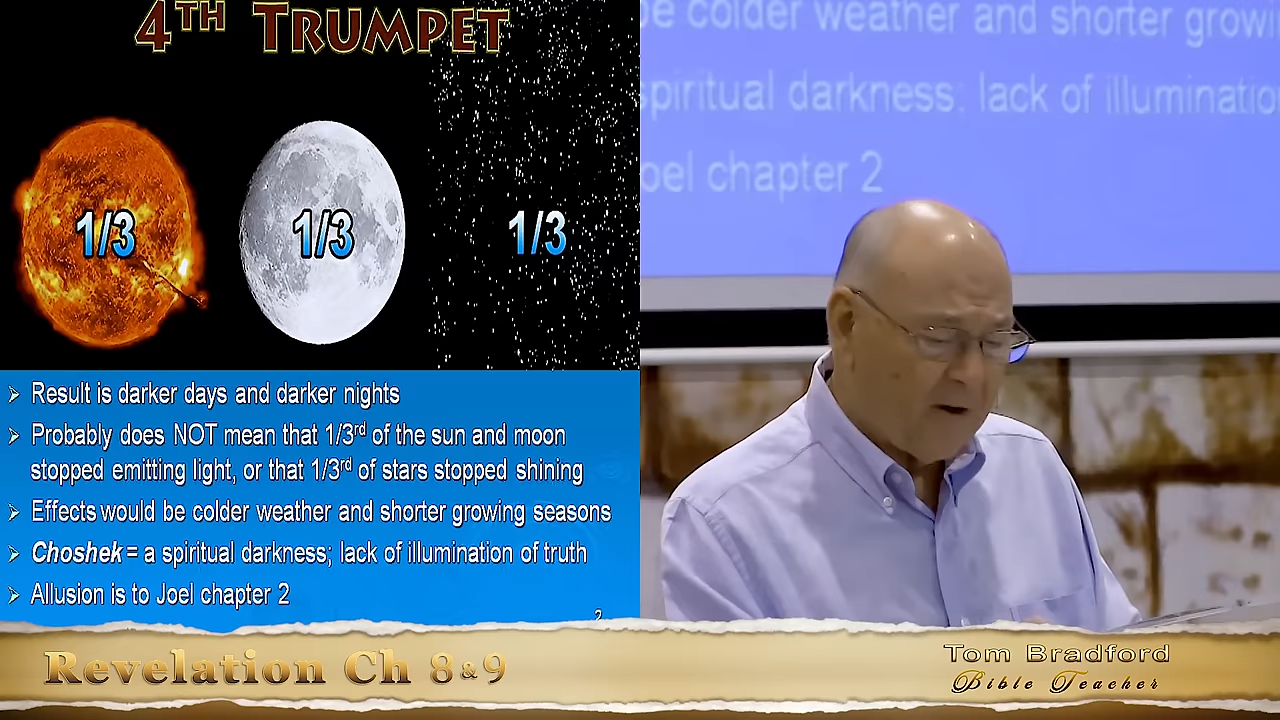 4TH TRUMPET
1/3
1/3
1/3
➢ Result is darker days and darker nights
➢ Probably does NOT mean that 1/3rd of the sun and moon
stopped emitting light, or that 1/3rd of stars stopped shining
➢ Effects would be colder weather and shorter growing seasons
➢ Choshek = a spiritual darkness; lack of illumination of truth
➢ Allusion is to Joel chapter 2
2
be colder weather and shorter growi
spiritual darkness; lack of illuminatio
oel chapter 2
Revelation Ch 8 & 9
Tom Bradford
Bible Teacher